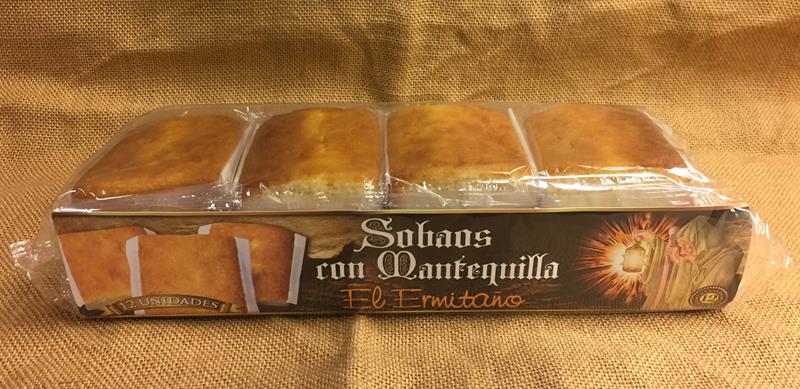 Sobaos
con Mantequilla
El Ermitaño
12 UNIDADES